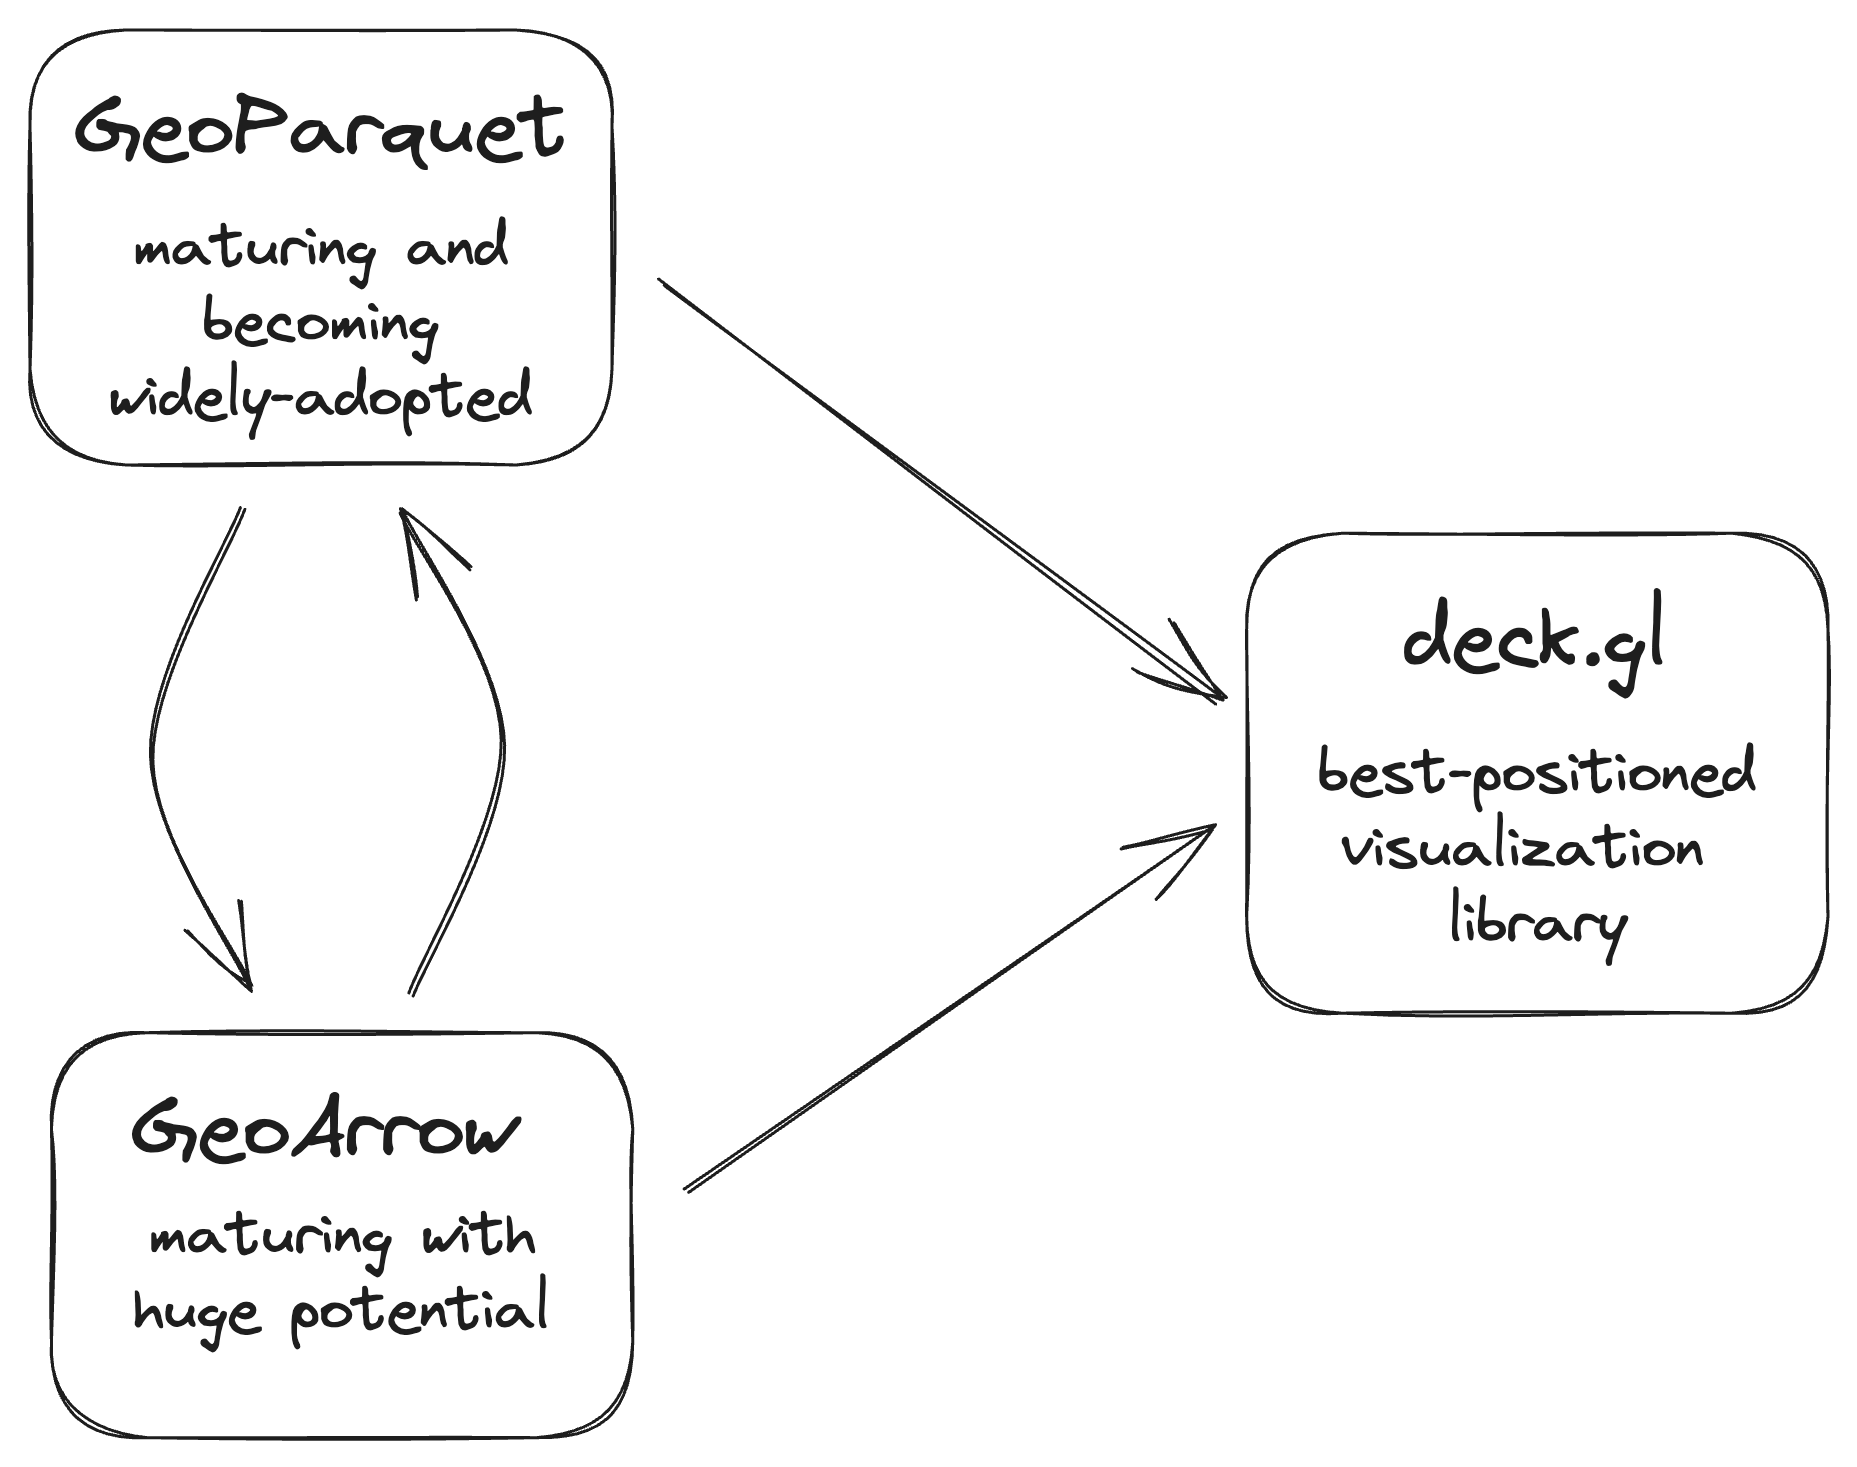 GeoParquet
maturing and
becoming
widely-adopted
deck.gl
best-positioned
visualization
library
GeoArrow
maturing with
huge potential